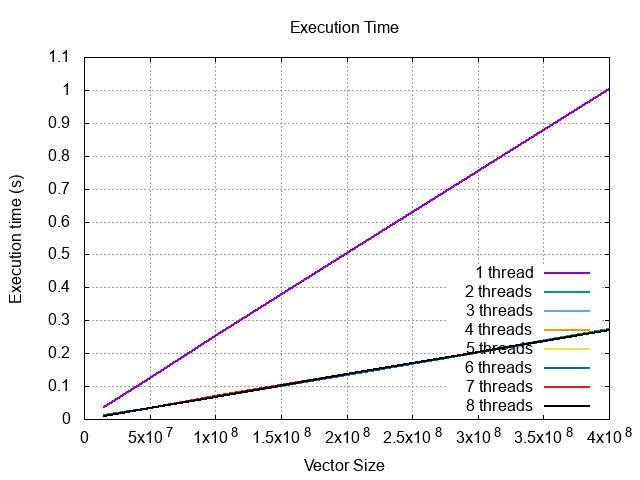 Execution Time
1.1
1
0.9
0.8
0.7
0.6
0.5
0.4
0.3
0.2
0.1
0
Execution time (s)
1 thread
2 threads
3 threads
4 threads
5 threads
6 threads
7 threads
8 threads
0 5x10⁷ 1x10⁸ 1.5x10⁸ 2x10⁸ 2.5x10⁸ 3x10⁸ 3.5x10⁸ 4x10⁸
Vector Size